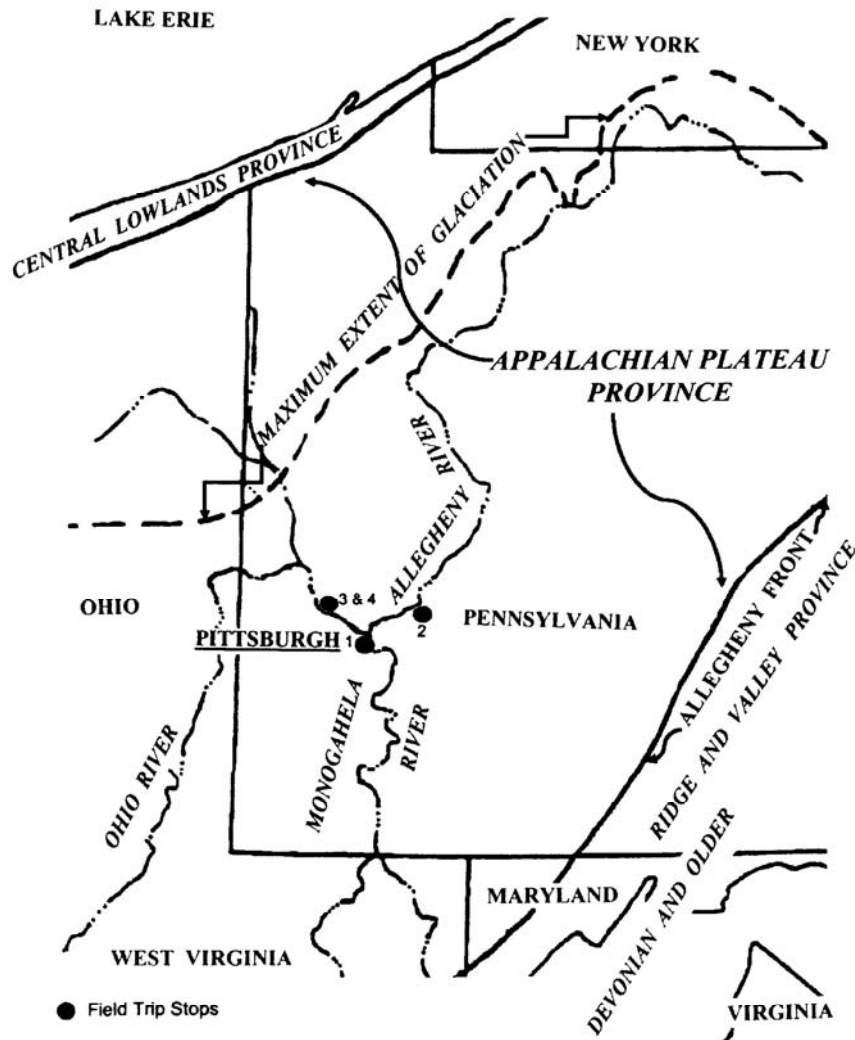 LAKE ERIE
NEW YORK
CENTRAL LOWLANDS PROVINCE
MAXIMUM EXTENT OF GLACIATION
APPALACHIAN PLATEAU
PROVINCE
ALLEGHENY
RIVER
OHIO
3 & 4
2
PENNSYLVANIA
PITTSBURGH
1
ALLEGHENY FRONT
RIDGE AND VALLEY PROVINCE
MONOGAHELA
RIVER
OHIO RIVER
MARYLAND
DEVONIAN AND OLDER
WEST VIRGINIA
Field Trip Stops
VIRGINIA